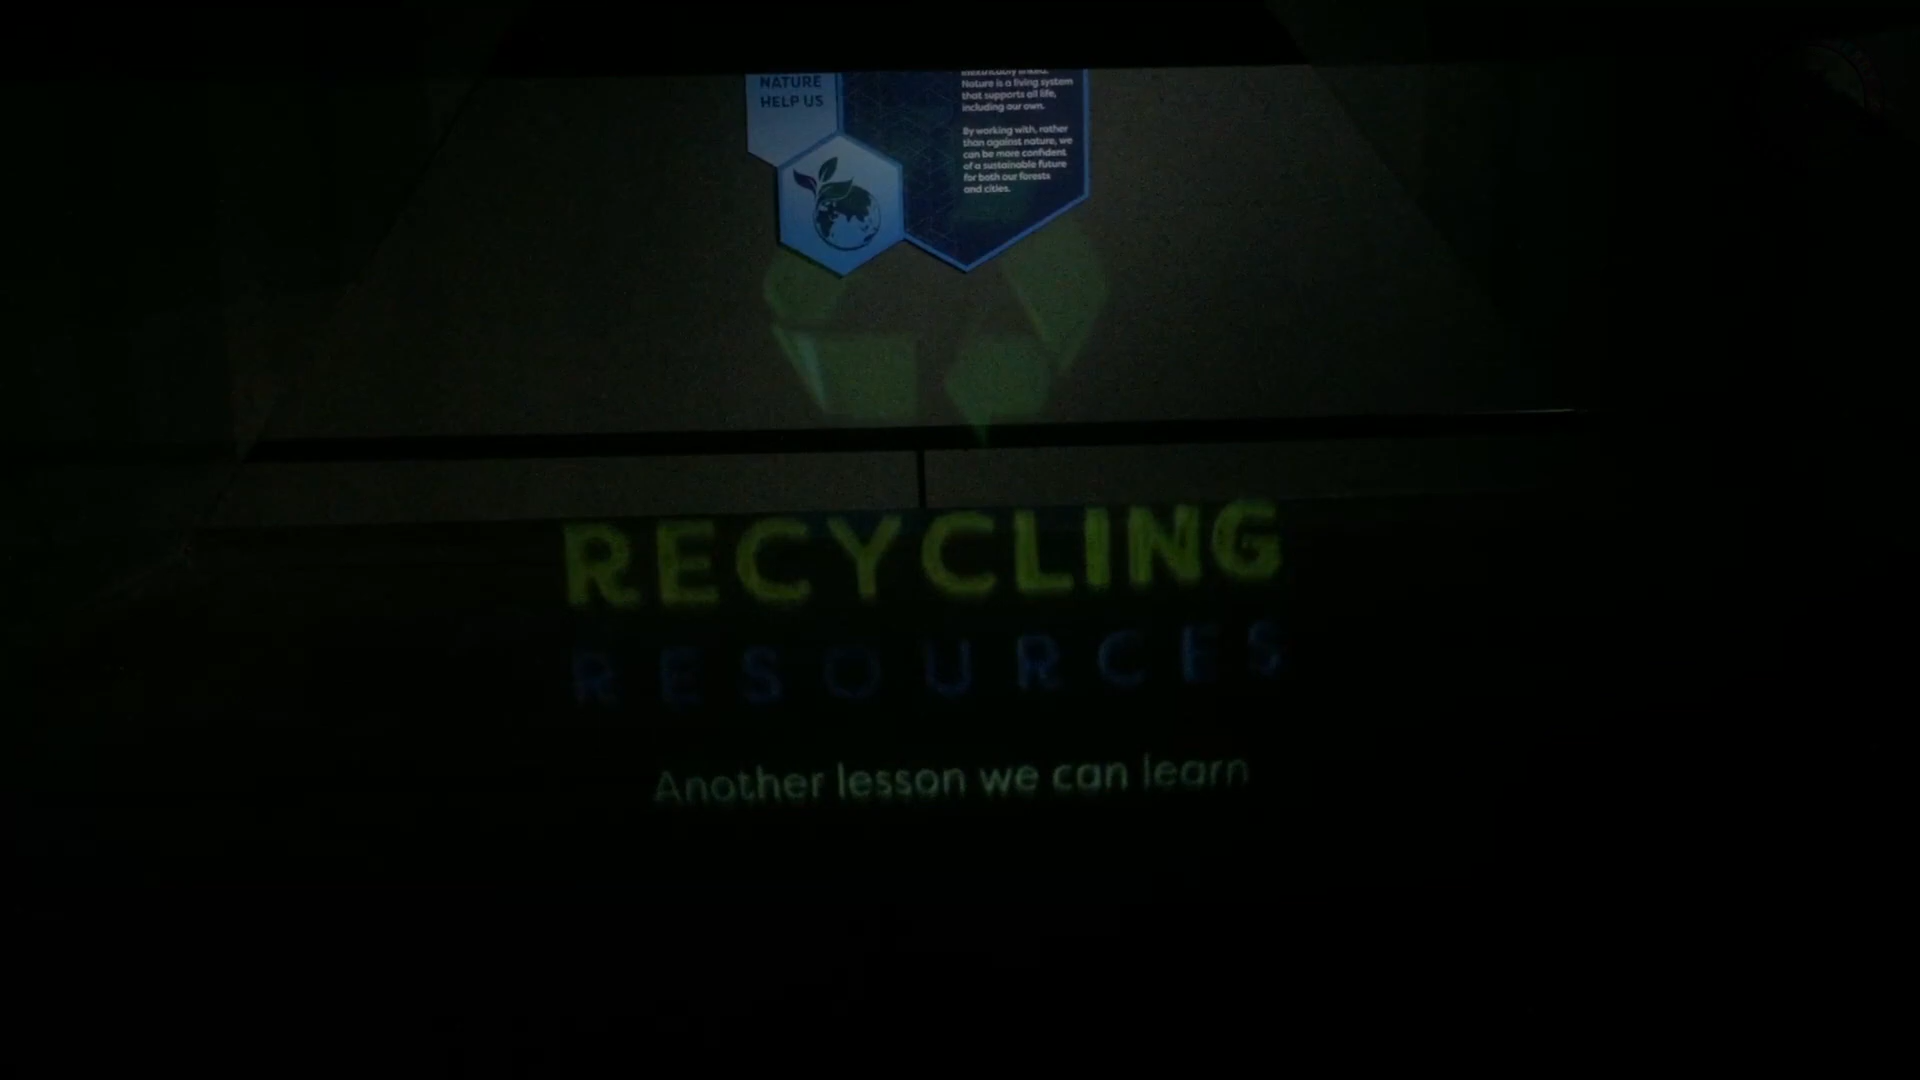 NATURE
HELP US
inextricably linked.
Nature is a living system
that supports all life,
including our own.
By working with, rather
than against nature, we
can be more confident
of a sustainable future
for both our forests
and cities.
RECYCLING
RESOURCES
Another lesson we can learn